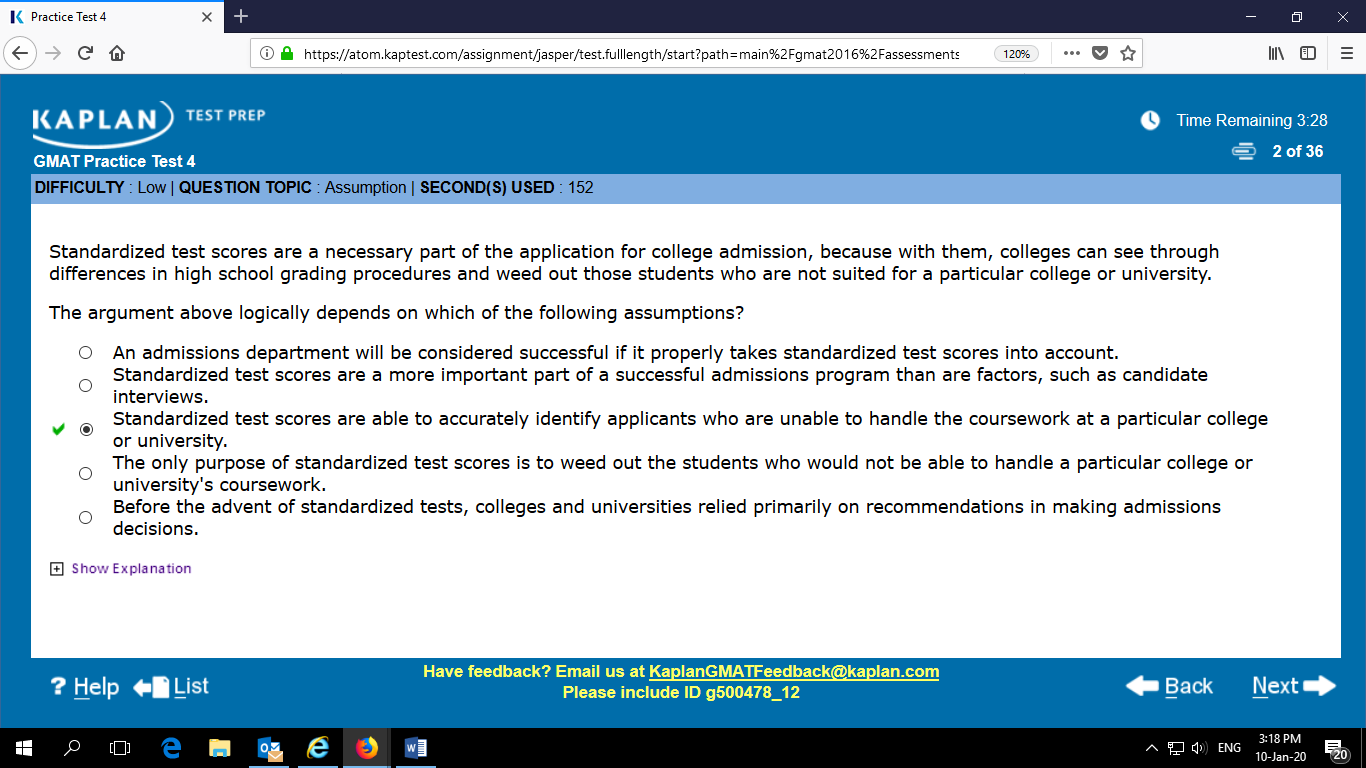 Practice Test 4
https://atom.kaptest.com/assignment/jasper/test.fulllength/start?path=main%2Fgmat2016%2Fassessments
120%
KAPLAN TEST PREP
Time Remaining 3:28
GMAT Practice Test 4
2 of 36
DIFFICULTY : Low | QUESTION TOPIC : Assumption | SECOND(S) USED : 152
Standardized test scores are a necessary part of the application for college admission, because with them, colleges can see through
differences in high school grading procedures and weed out those students who are not suited for a particular college or university.
The argument above logically depends on which of the following assumptions?
An admissions department will be considered successful if it properly takes standardized test scores into account.
Standardized test scores are a more important part of a successful admissions program than are factors, such as candidate
interviews.
Standardized test scores are able to accurately identify applicants who are unable to handle the coursework at a particular college
or university.
The only purpose of standardized test scores is to weed out the students who would not be able to handle a particular college or
university's coursework.
Before the advent of standardized tests, colleges and universities relied primarily on recommendations in making admissions
decisions.
Show Explanation
Have feedback? Email us at KaplanGMATFeedback@kaplan.com
Please include ID g500478_12
? Help
List
Back
Next
ENG
3:18 PM
10-Jan-20
20